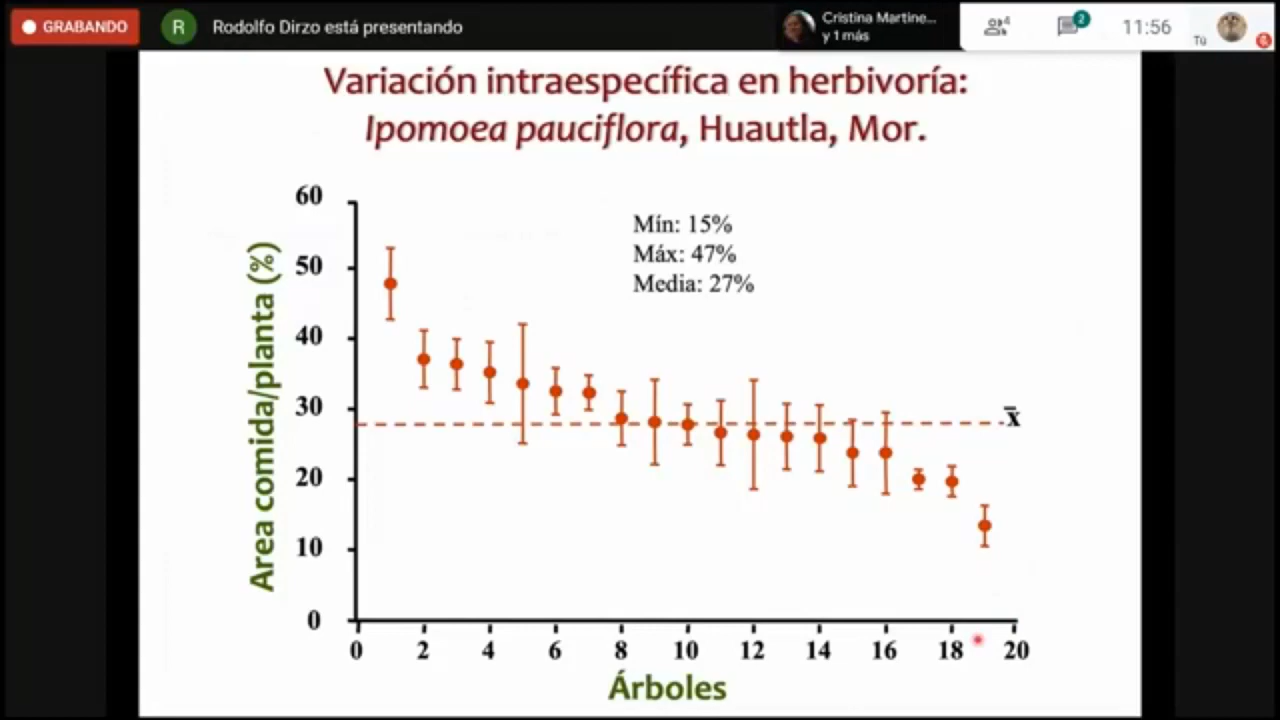 GRABANDO
R
Rodolfo Dirzo está presentando
Cristina Martine...
y 1 más
4
2
11:56
Tú
Variación intraespecífica en herbivoría:
Ipomoea pauciflora, Huautla, Mor.
Mín: 15%
Máx: 47%
Media: 27%
Area comida/planta (%)
60
50
40
30
20
10
0
x̄
0 2 4 6 8 10 12 14 16 18 20
Árboles